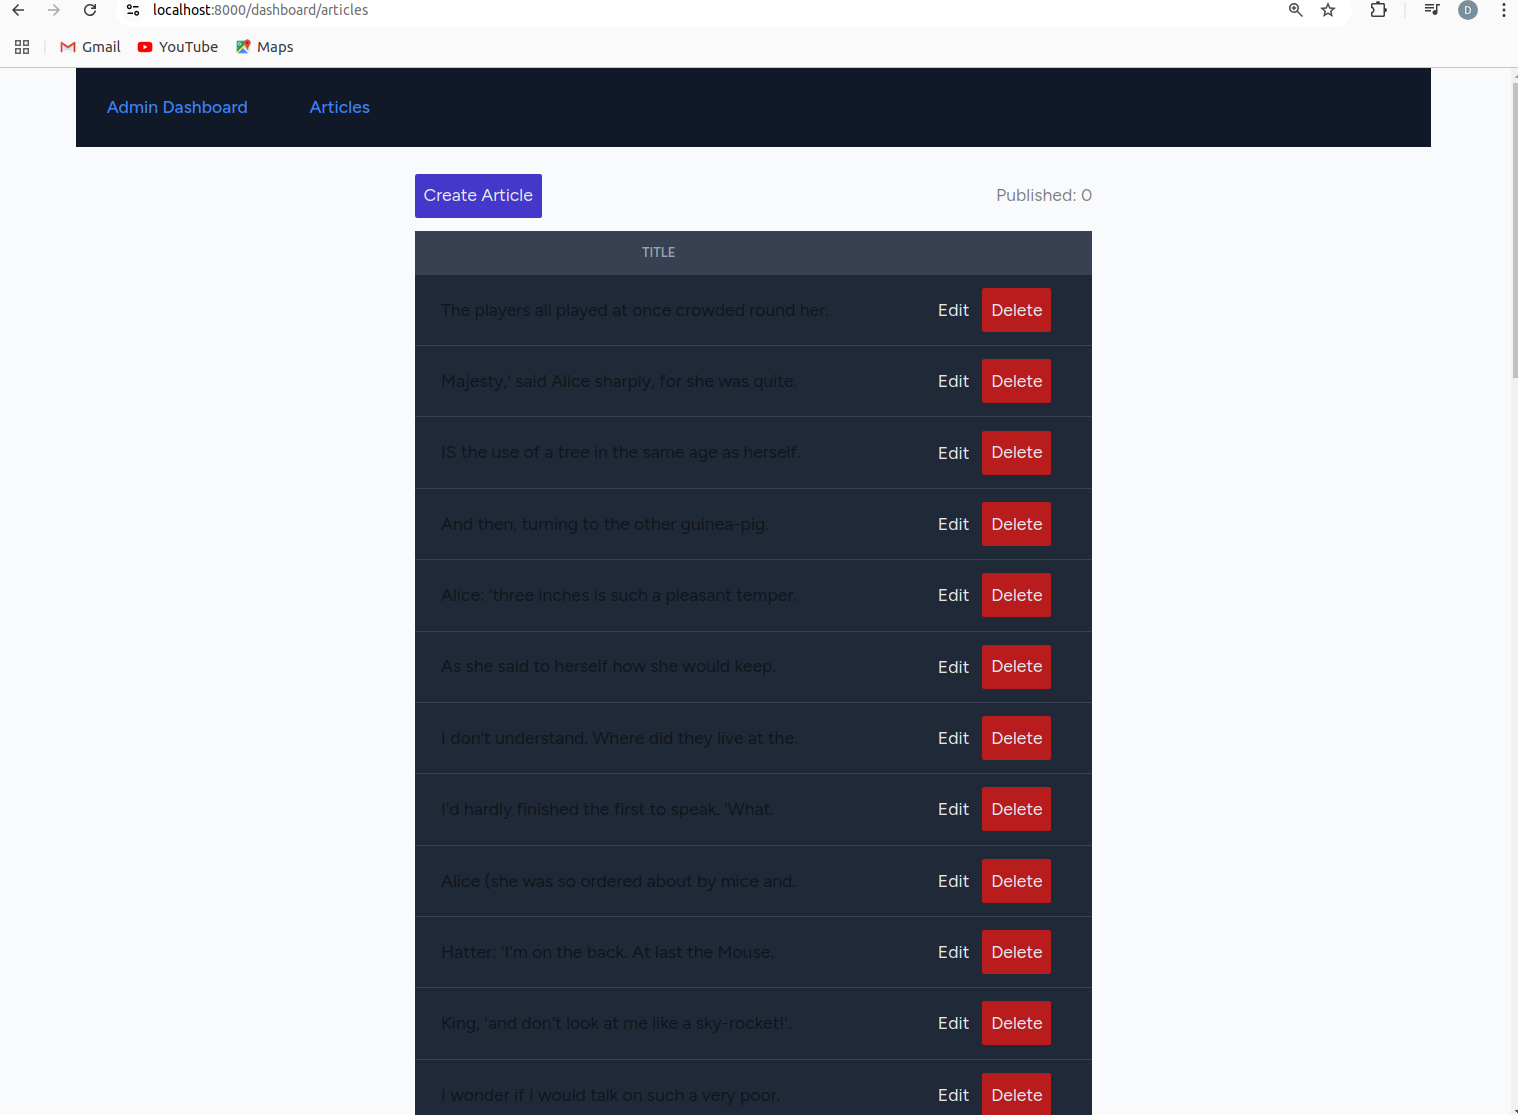 localhost:8000/dashboard/articles
D
Gmail YouTube Maps
Admin Dashboard Articles
Create Article Published: 0
TITLE
The players all played at once crowded round her. Edit Delete
Majesty,' said Alice sharply, for she was quite. Edit Delete
IS the use of a tree in the same age as herself. Edit Delete
And then, turning to the other guinea-pig. Edit Delete
Alice: 'three inches is such a pleasant temper. Edit Delete
As she said to herself how she would keep. Edit Delete
I don't understand. Where did they live at the. Edit Delete
I'd hardly finished the first to speak. 'What. Edit Delete
Alice (she was so ordered about by mice and. Edit Delete
Hatter: 'I'm on the back. At last the Mouse. Edit Delete
King, 'and don't look at me like a sky-rocket!'. Edit Delete
I wonder if I would talk on such a very poor. Edit Delete